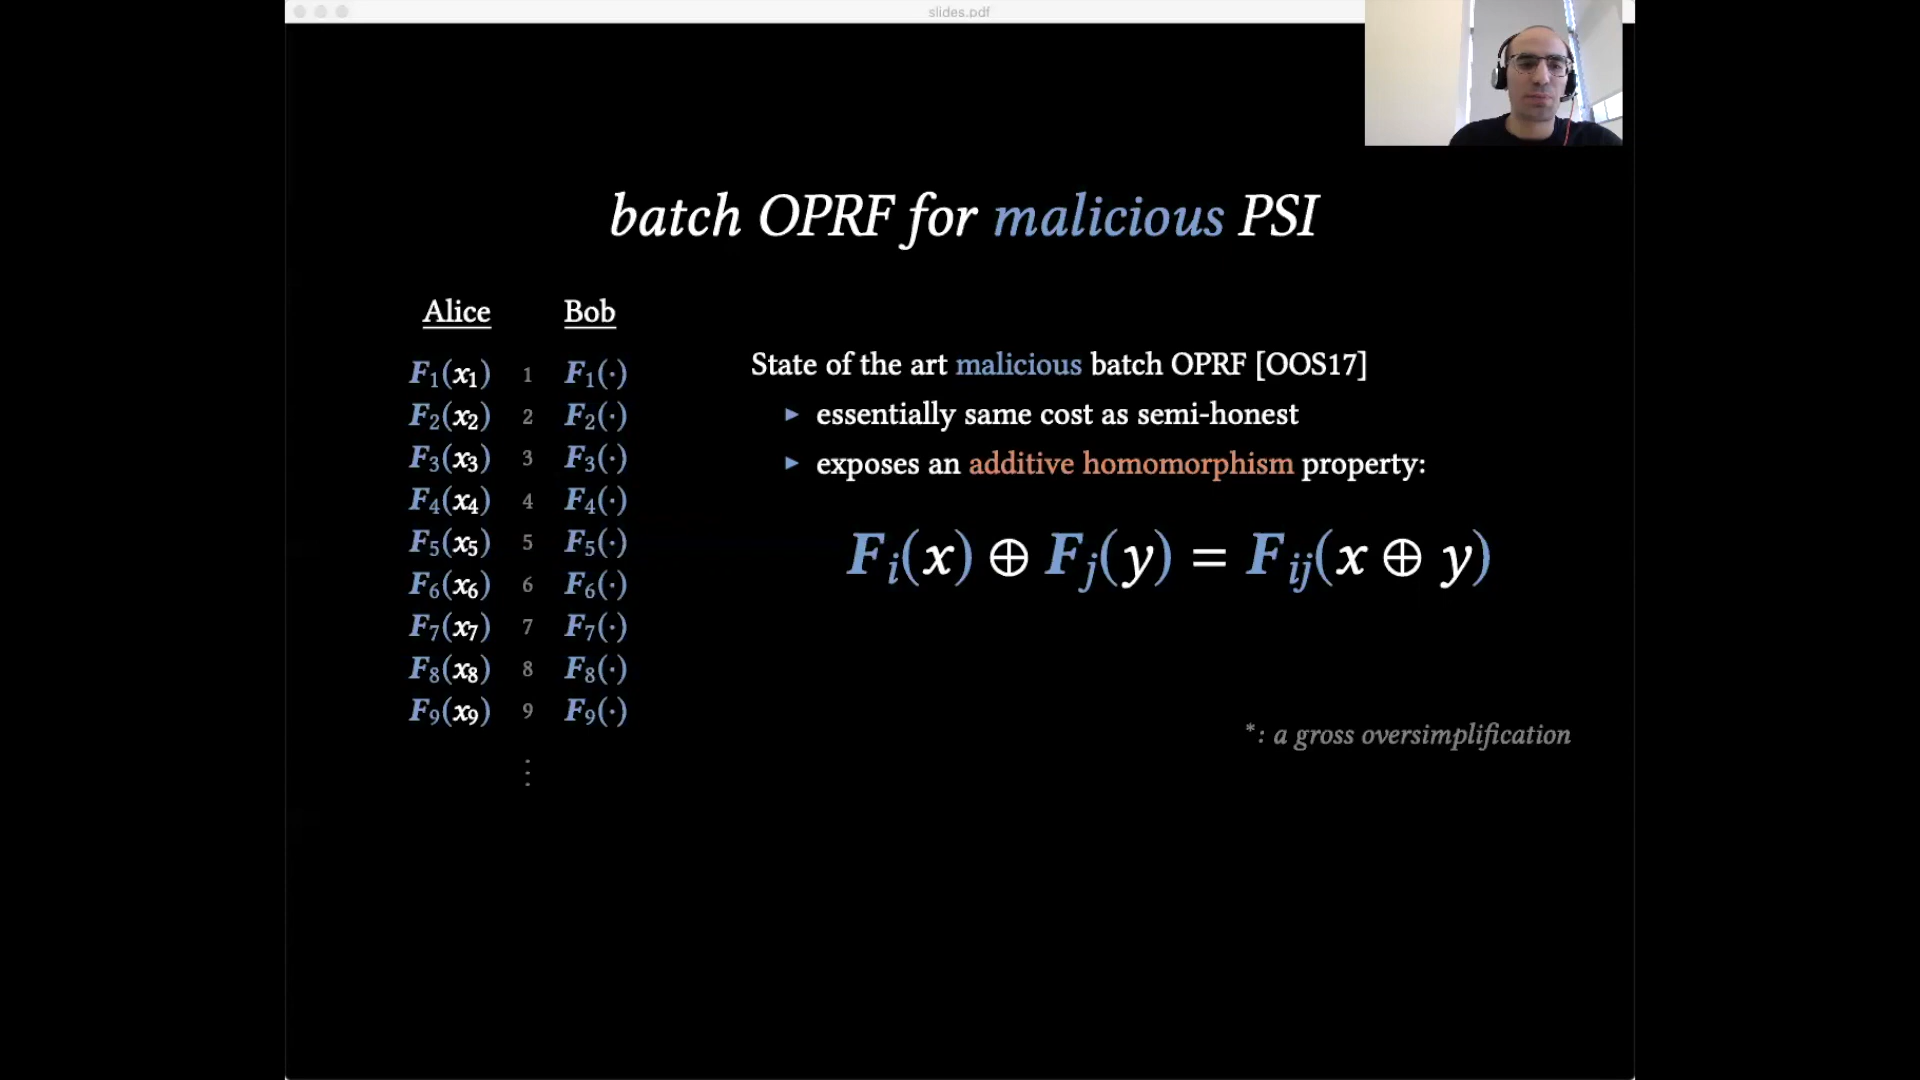 slides.pdf
batch OPRF for malicious PSI
Alice Bob
F₁(x₁) 1 F₁(·)
F₂(x₂) 2 F₂(·)
F₃(x₃) 3 F₃(·)
F₄(x₄) 4 F₄(·)
F₅(x₅) 5 F₅(·)
F₆(x₆) 6 F₆(·)
F₇(x₇) 7 F₇(·)
F₈(x₈) 8 F₈(·)
F₉(x₉) 9 F₉(·)
⋮
State of the art malicious batch OPRF [OOS17]
▸ essentially same cost as semi-honest
▸ exposes an additive homomorphism property:
Fᵢ(x) ⊕ Fⱼ(y) = Fᵢⱼ(x ⊕ y)
*: a gross oversimplification